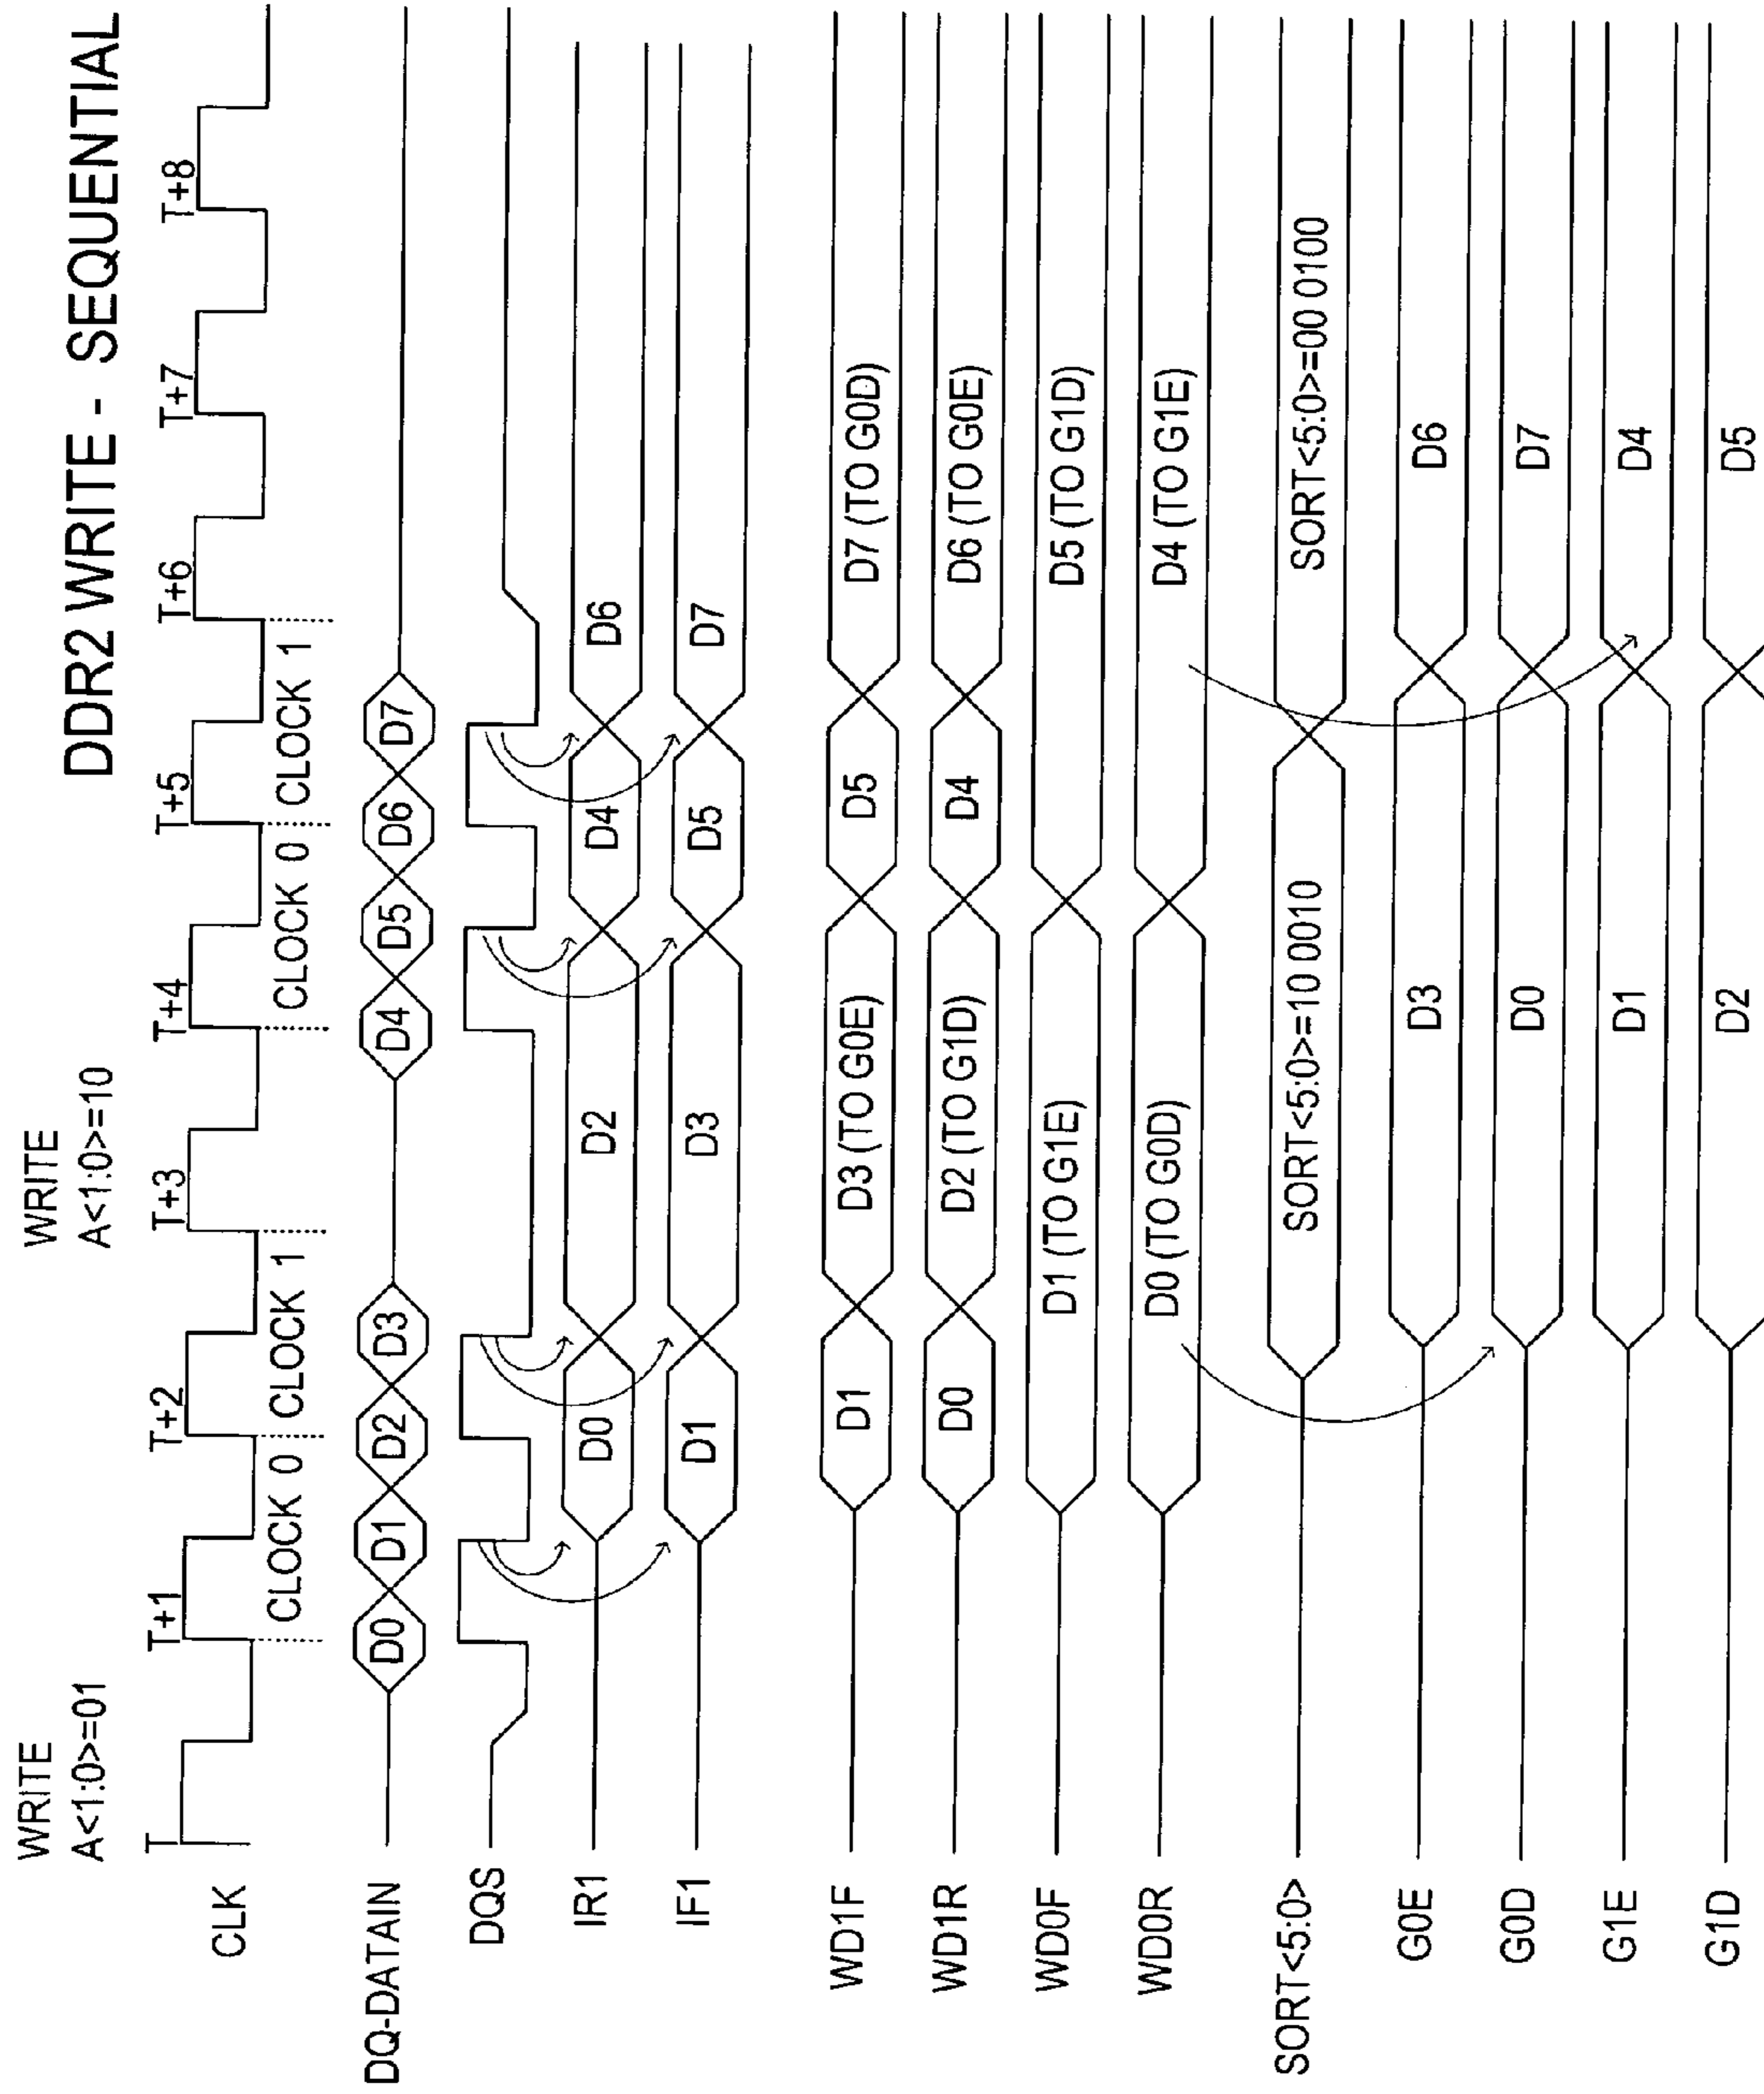 DDR2 WRITE - SEQUENTIAL
WRITE
A<1:0>=01
WRITE
A<1:0>=10
CLK
T
T+1
T+2
T+3
T+4
T+5
T+6
T+7
T+8
CLOCK 0
CLOCK 1
CLOCK 0
CLOCK 1
DQ-DATAIN
D0
D1
D2
D3
D4
D5
D6
D7
DQS
IR1
D0
D2
D4
D6
IF1
D1
D3
D5
D7
WD1F
D1
D3 (TO G0E)
D5
D7 (TO G0D)
WD1R
D0
D2 (TO G1D)
D4
D6 (TO G0E)
WD0F
D1 (TO G1E)
D5 (TO G1D)
WD0R
D0 (TO G0D)
D4 (TO G1E)
SORT<5:0>
SORT<5:0>=10 0010
SORT<5:0>=00 0100
G0E
D3
D6
G0D
D0
D7
G1E
D1
D4
G1D
D2
D5